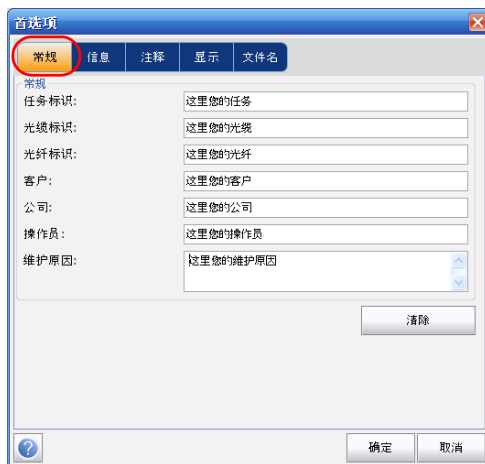 首选项
常规 信息 注释 显示 文件名
常规
任务标识: 这里您的任务
光缆标识: 这里您的光缆
光纤标识: 这里您的光纤
客户: 这里您的客户
公司: 这里您的公司
操作员: 这里您的操作员
维护原因: 这里您的维护原因
清除
? 确定 取消